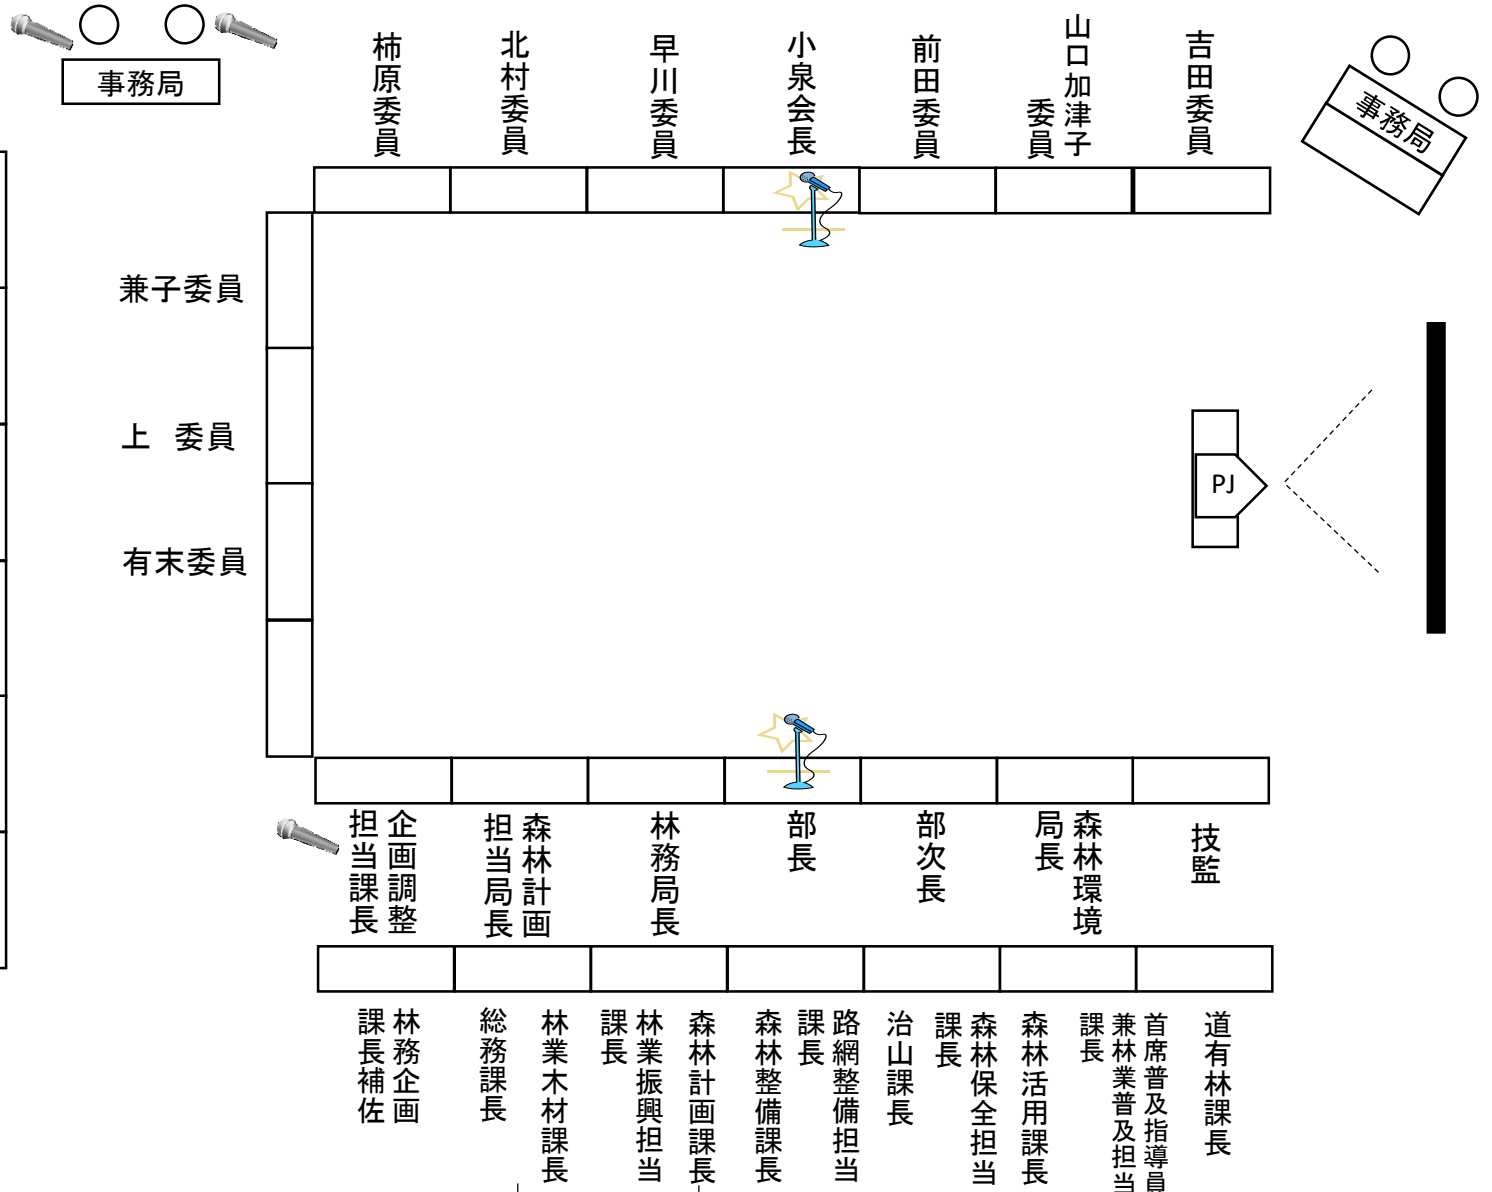 事務局
柿原委員
北村委員
早川委員
小泉会長
前田委員
山口加津子
委員
吉田委員
事務局
兼子委員
上 委員
有末委員
PJ
企画調整
担当課長
森林計画
担当局長
林務局長
部長
部次長
森林環境
局長
技監
林務企画
課長補佐
総務課長
林業木材課長
林業振興担当
課長
森林計画課長
森林整備課長
路網整備担当
課長
治山課長
森林保全担当
課長
森林活用課長
首席普及指導員
兼林業普及担当
課長
道有林課長